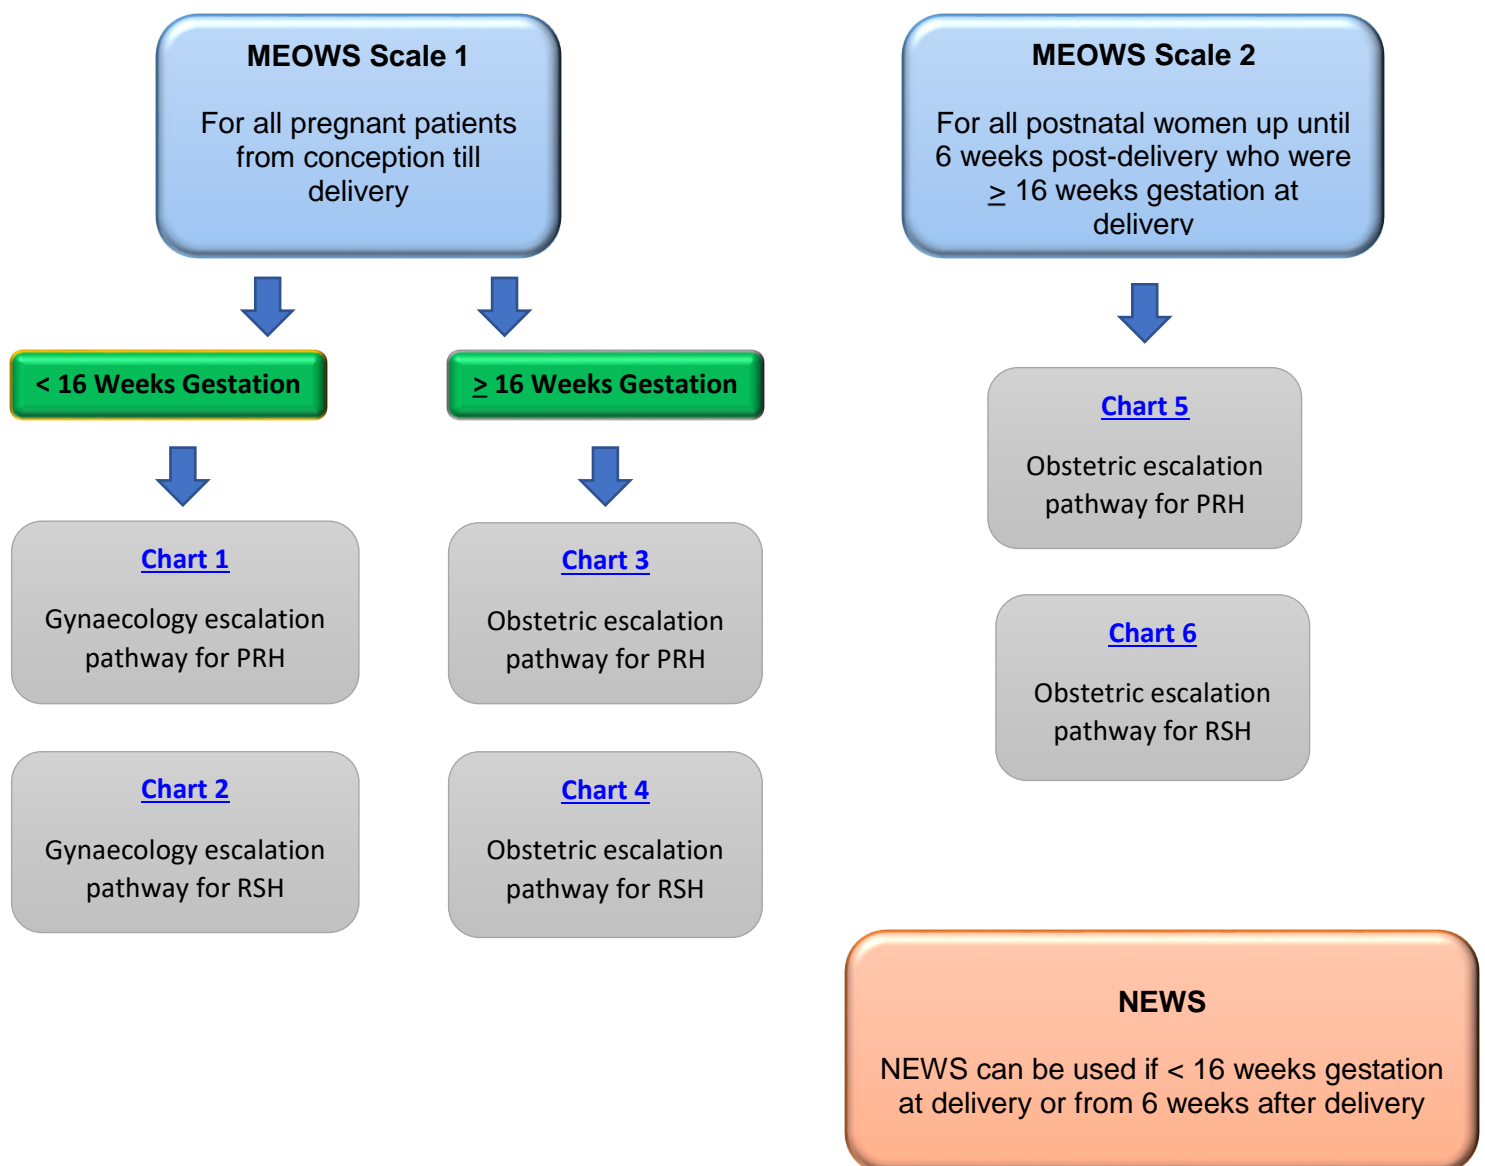 MEOWS Scale 1
For all pregnant patients
from conception till
delivery
< 16 Weeks Gestation
≥ 16 Weeks Gestation
Chart 1
Gynaecology escalation
pathway for PRH
Chart 2
Gynaecology escalation
pathway for RSH
Chart 3
Obstetric escalation
pathway for PRH
Chart 4
Obstetric escalation
pathway for RSH
MEOWS Scale 2
For all postnatal women up until
6 weeks post-delivery who were
≥ 16 weeks gestation at
delivery
Chart 5
Obstetric escalation
pathway for PRH
Chart 6
Obstetric escalation
pathway for RSH
NEWS
NEWS can be used if < 16 weeks gestation
at delivery or from 6 weeks after delivery